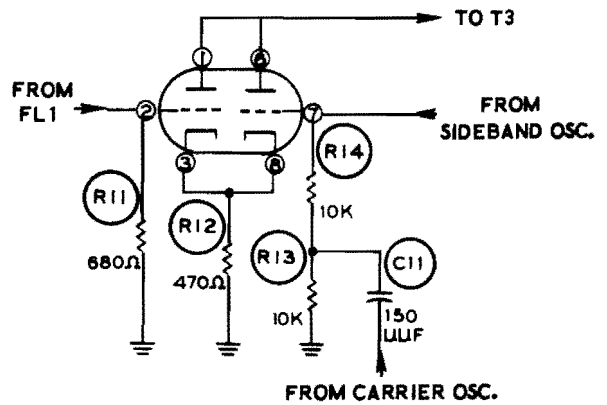 TO T3
1
6
FROM
FL1
2
7
FROM
SIDEBAND OSC.
3
8
R14
R11
10K
R12
R13
C11
680Ω
470Ω
10K
150
UUF
FROM CARRIER OSC.